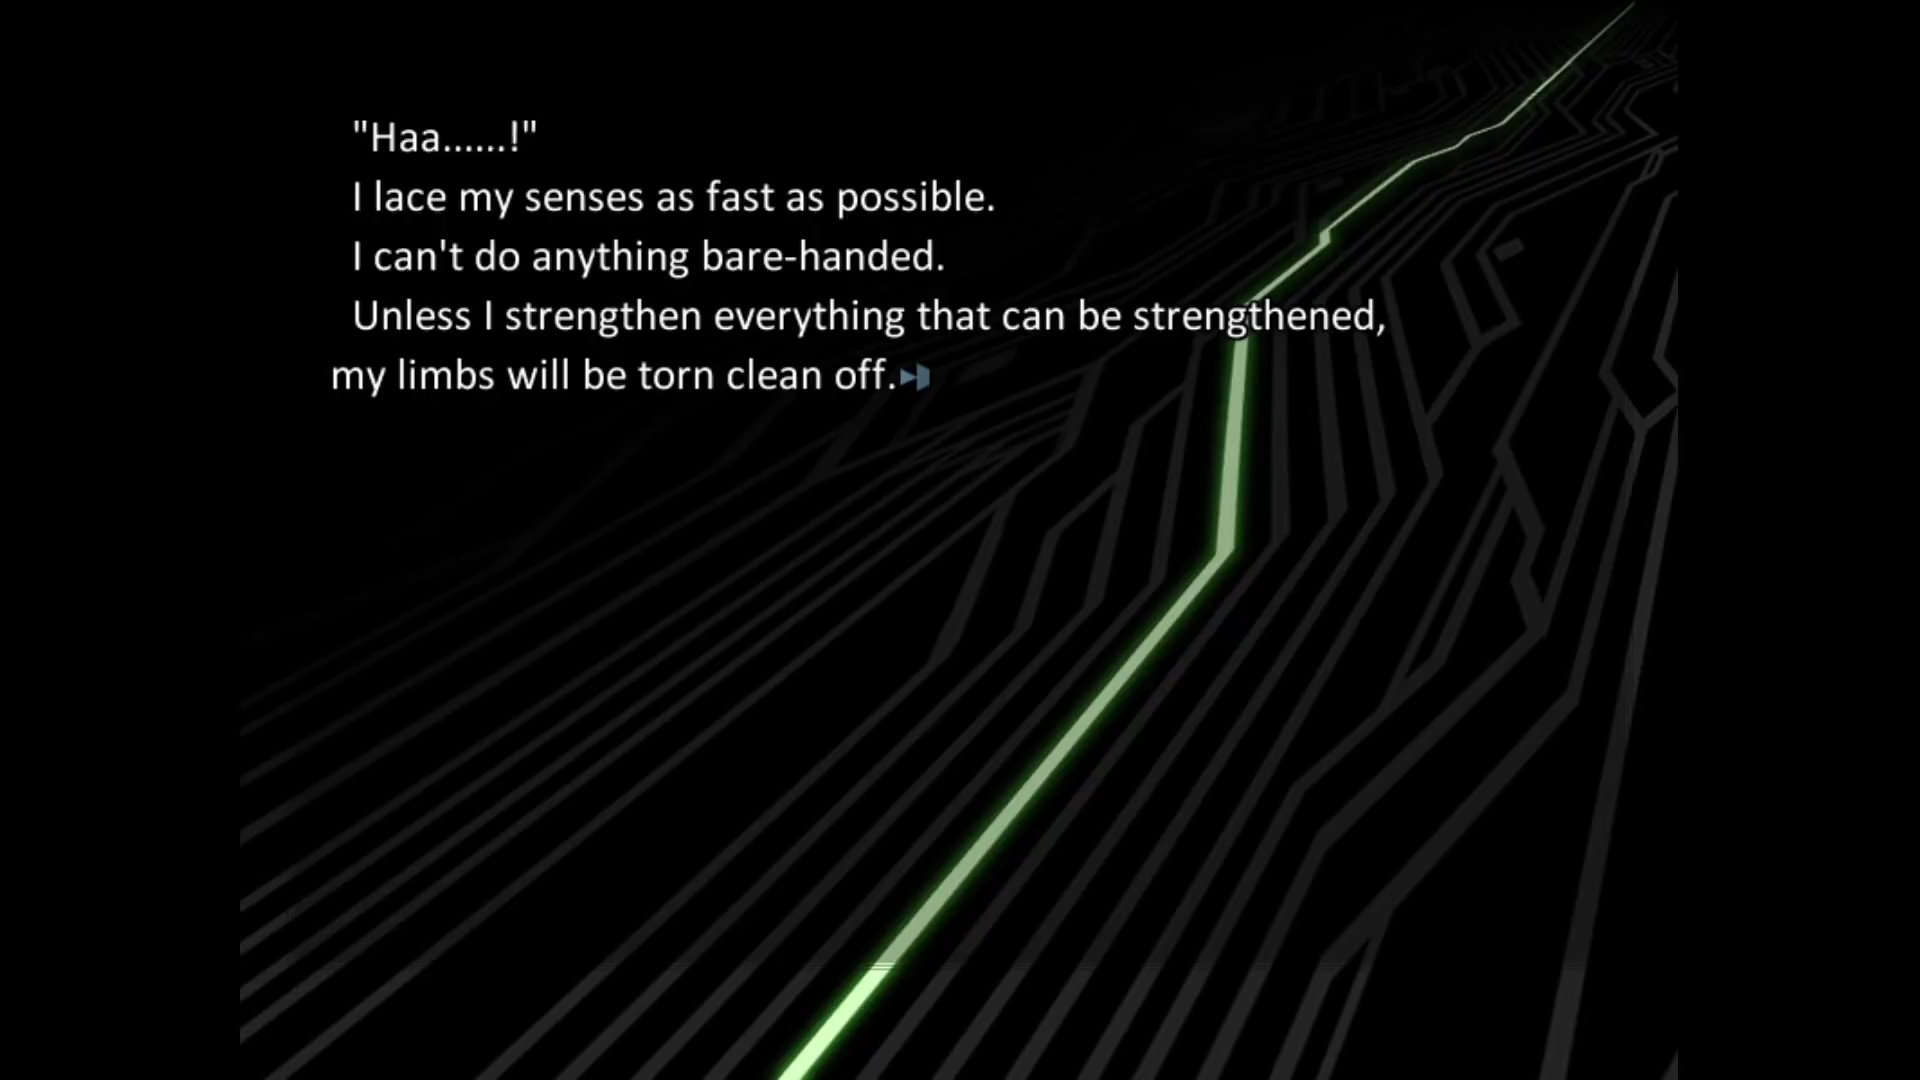 "Haa......!"
I lace my senses as fast as possible.
I can't do anything bare-handed.
Unless I strengthen everything that can be strengthened,
my limbs will be torn clean off.